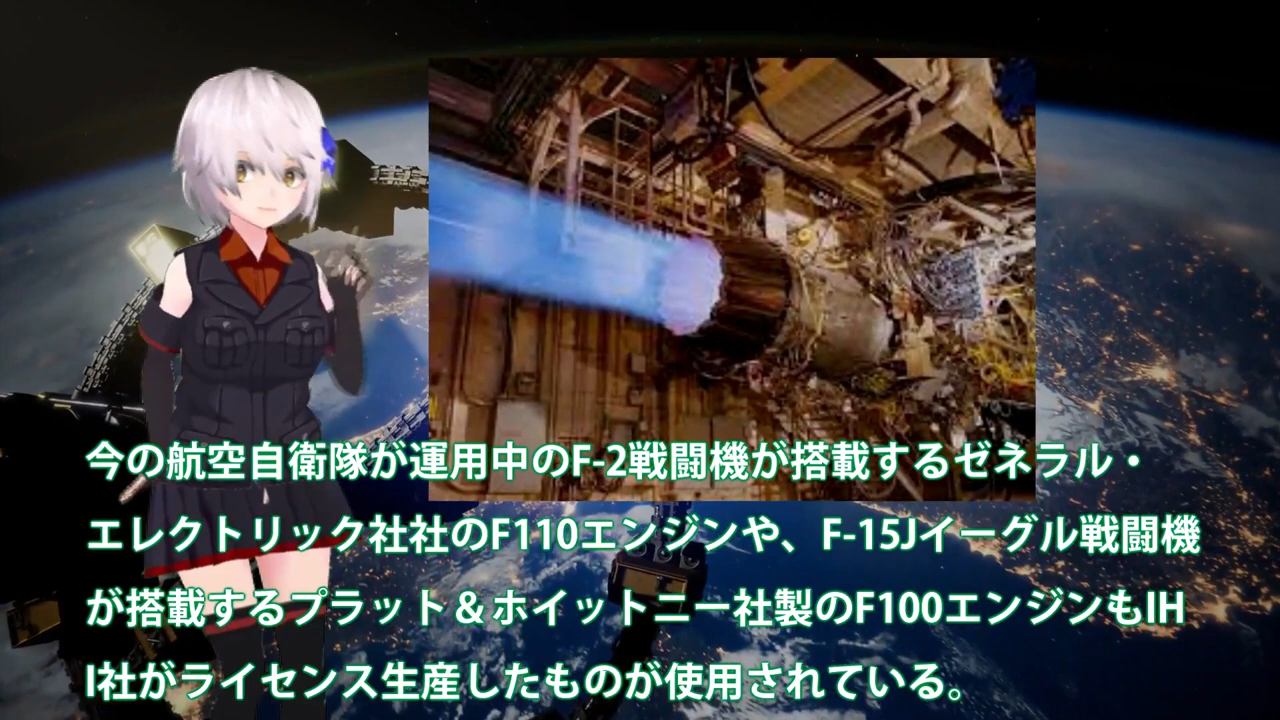 今の航空自衛隊が運用中のF-2戦闘機が搭載するゼネラル・
エレクトリック社社のF110エンジンや、F-15Jイーグル戦闘機
が搭載するプラット＆ホイットニー社製のF100エンジンもIH
I社がライセンス生産したものが使用されている。